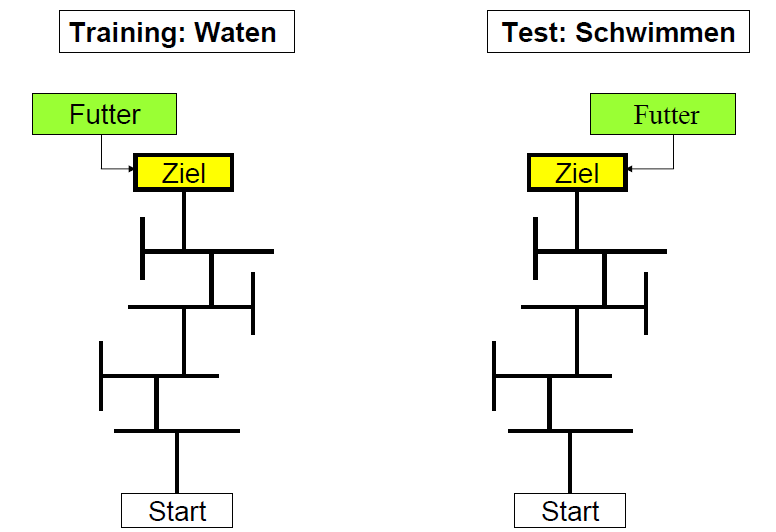 Training: Waten
Test: Schwimmen
Futter
Futter
Ziel
Ziel
Start
Start